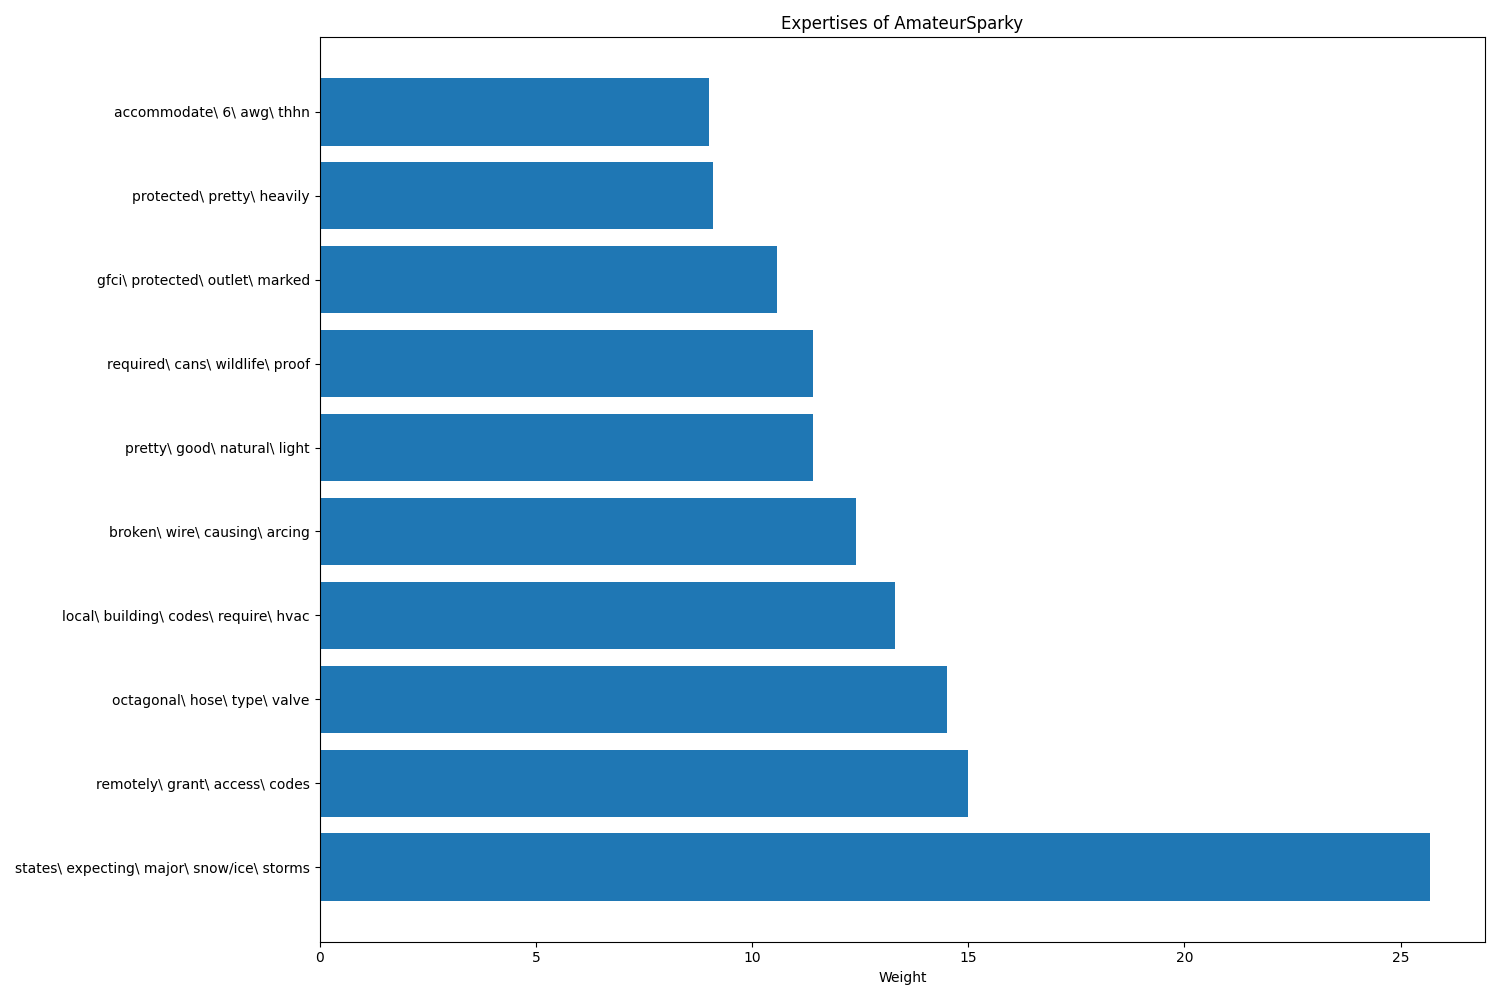 Expertises of AmateurSparky
accommodate\ 6\ awg\ thhn
protected\ pretty\ heavily
gfci\ protected\ outlet\ marked
required\ cans\ wildlife\ proof
pretty\ good\ natural\ light
broken\ wire\ causing\ arcing
local\ building\ codes\ require\ hvac
octagonal\ hose\ type\ valve
remotely\ grant\ access\ codes
states\ expecting\ major\ snow/ice\ storms
0 5 10 15 20 25
Weight